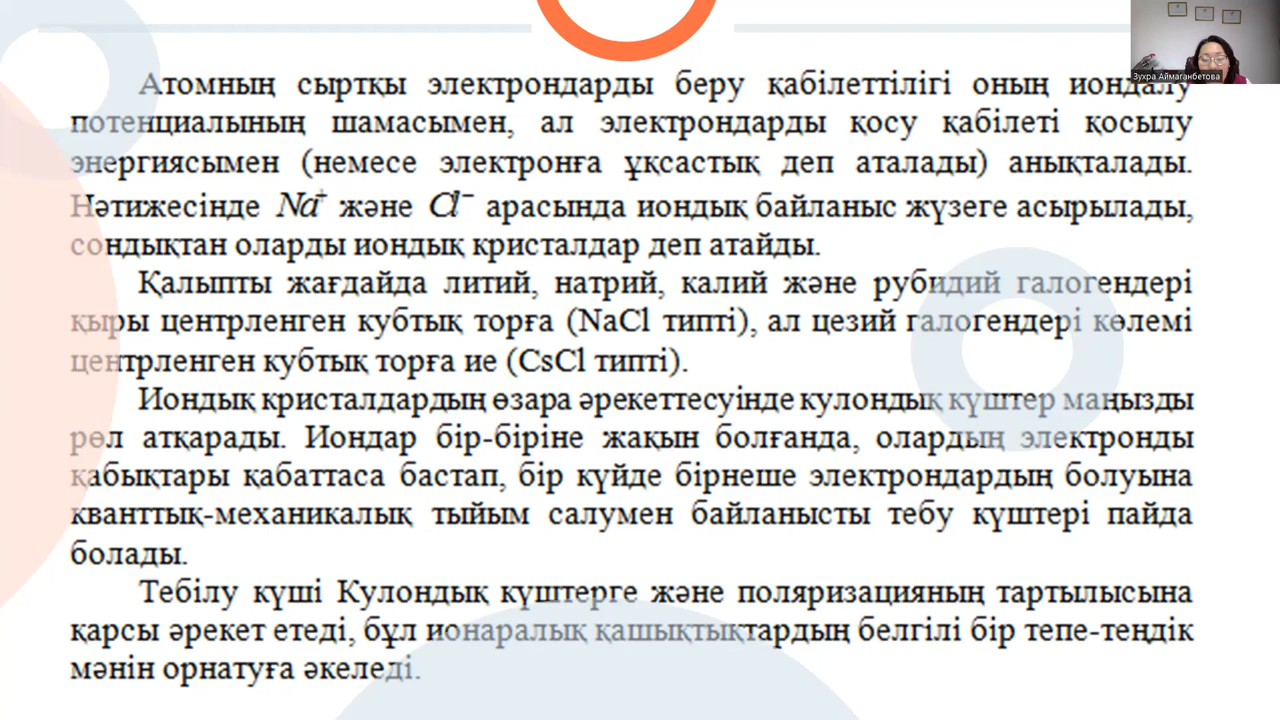 Зухра Аймаганбетова
Атомның сыртқы электрондарды беру қабілеттілігі оның иондалу
потенциалының шамасымен, ал электрондарды қосу қабілеті қосылу
энергиясымен (немесе электронға ұқсастық деп аталады) анықталады.
Нәтижесінде Na⁺ және Cl⁻ арасында иондық байланыс жүзеге асырылады,
сондықтан оларды иондық кристалдар деп атайды.
Қалыпты жағдайда литий, натрий, калий және рубидий галогендері
қыры центрленген кубтық торға (NaCl типті), ал цезий галогендері көлемі
центрленген кубтық торға ие (CsCl типті).
Иондық кристалдардың өзара әрекеттесуінде кулондық күштер маңызды
рөл атқарады. Иондар бір-біріне жақын болғанда, олардың электронды
қабықтары қабаттаса бастап, бір күйде бірнеше электрондардың болуына
кванттық-механикалық тыйым салумен байланысты тебу күштері пайда
болады.
Тебілу күші Кулондық күштерге және поляризацияның тартылысына
қарсы әрекет етеді, бұл ионаралық қашықтықтардың белгілі бір тепе-теңдік
мәнін орнатуға әкеледі.